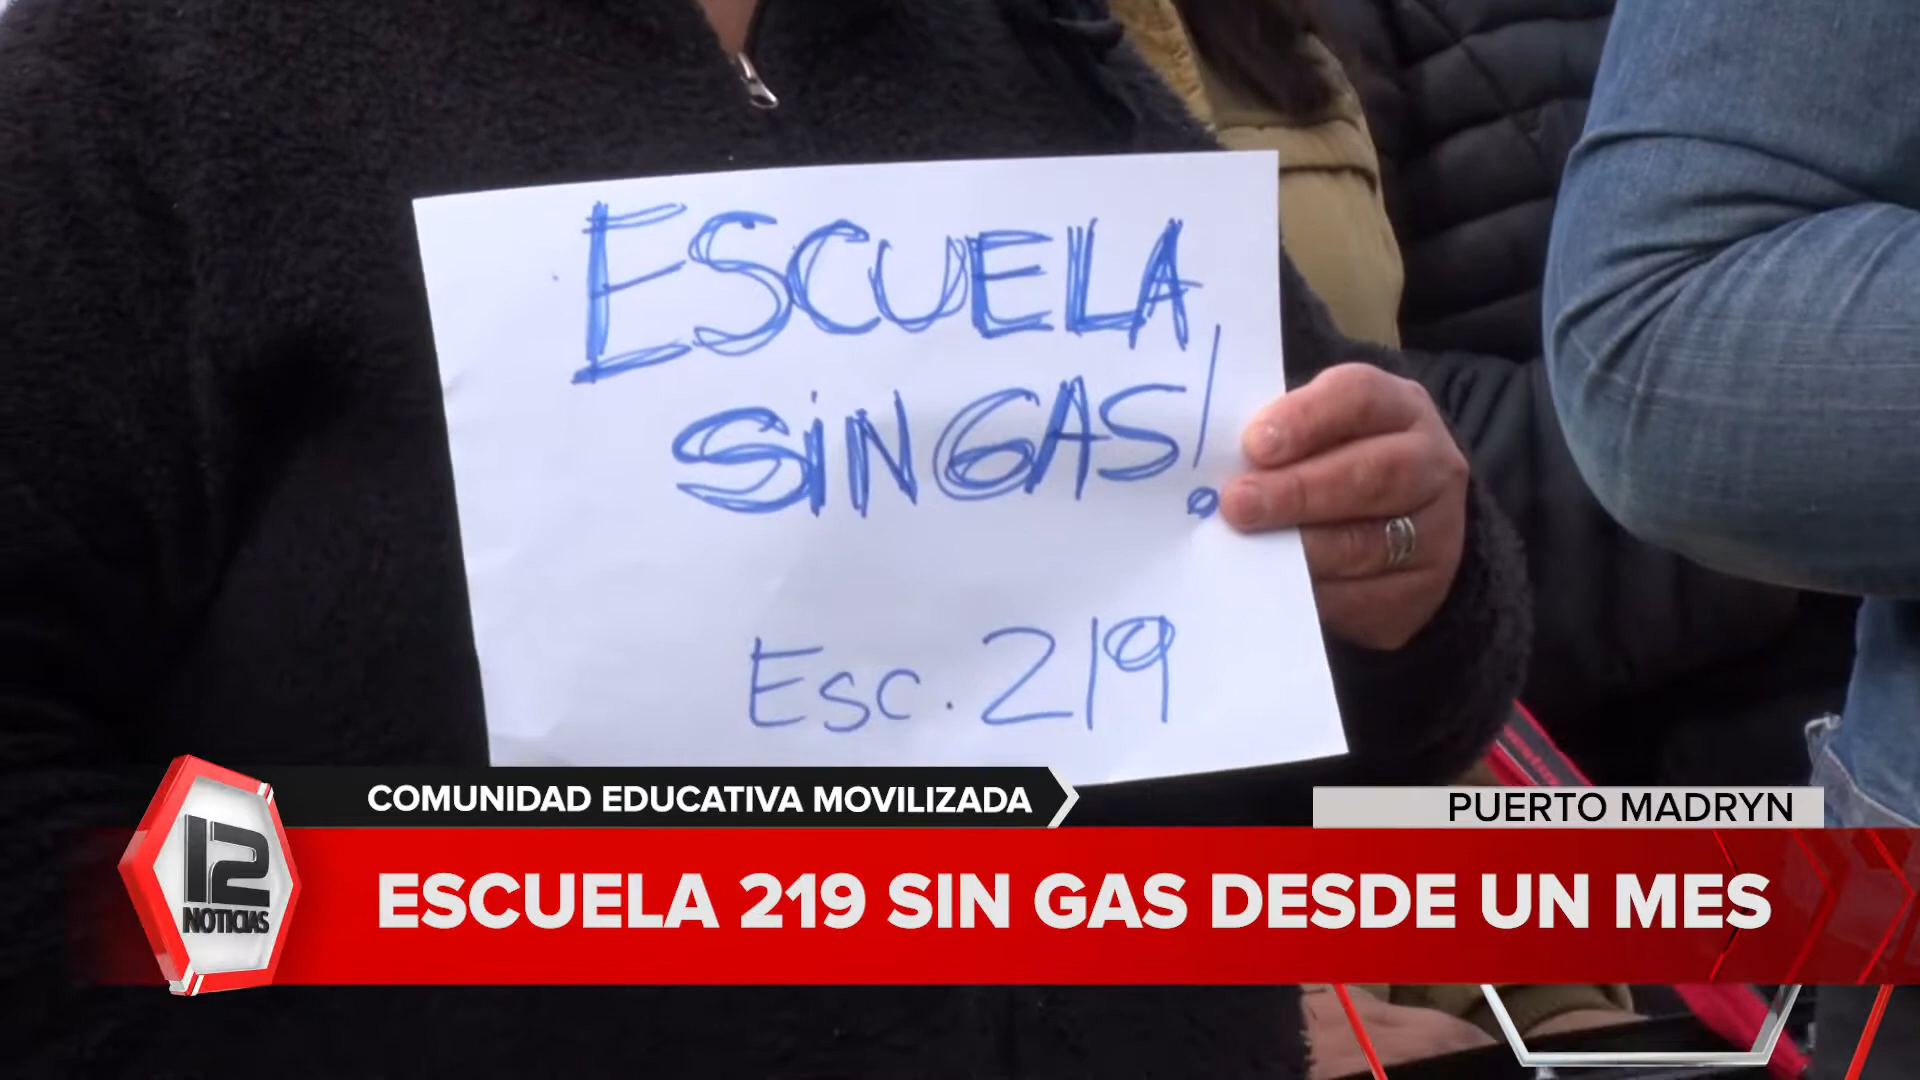 ESCUELA
SiN GAS!
Esc. 219
COMUNIDAD EDUCATIVA MOVILIZADA
PUERTO MADRYN
12
NOTICIAS
ESCUELA 219 SIN GAS DESDE UN MES